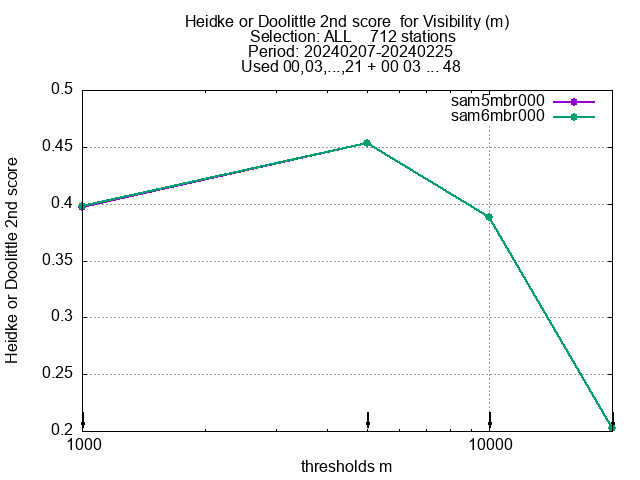 Heidke or Doolittle 2nd score  for Visibility (m)
Selection: ALL    712 stations
Period: 20240207-20240225
Used 00,03,...,21 + 00 03 ... 48
sam5mbr000
sam6mbr000
0.5
0.45
0.4
0.35
0.3
0.25
0.2
Heidke or Doolittle 2nd score
1000
10000
thresholds m